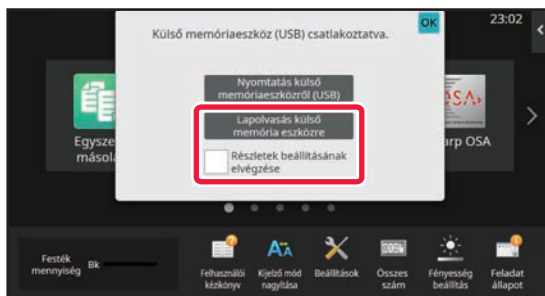 23:02
OK
Külső memóriaeszköz (USB) csatlakoztatva.
Nyomtatás külső
memóriaeszközről (USB)
Lapolvasás külső
memória eszközre
Részletek beállításának
elvégzése
Egysze
másola
arp OSA
Festék
mennyiség
Bk
Felhasználói
kézikönyv
Kijelző mód
nagyítása
Beállítások
Összes
szám
Fényesség
beállítás
Feladat
állapot